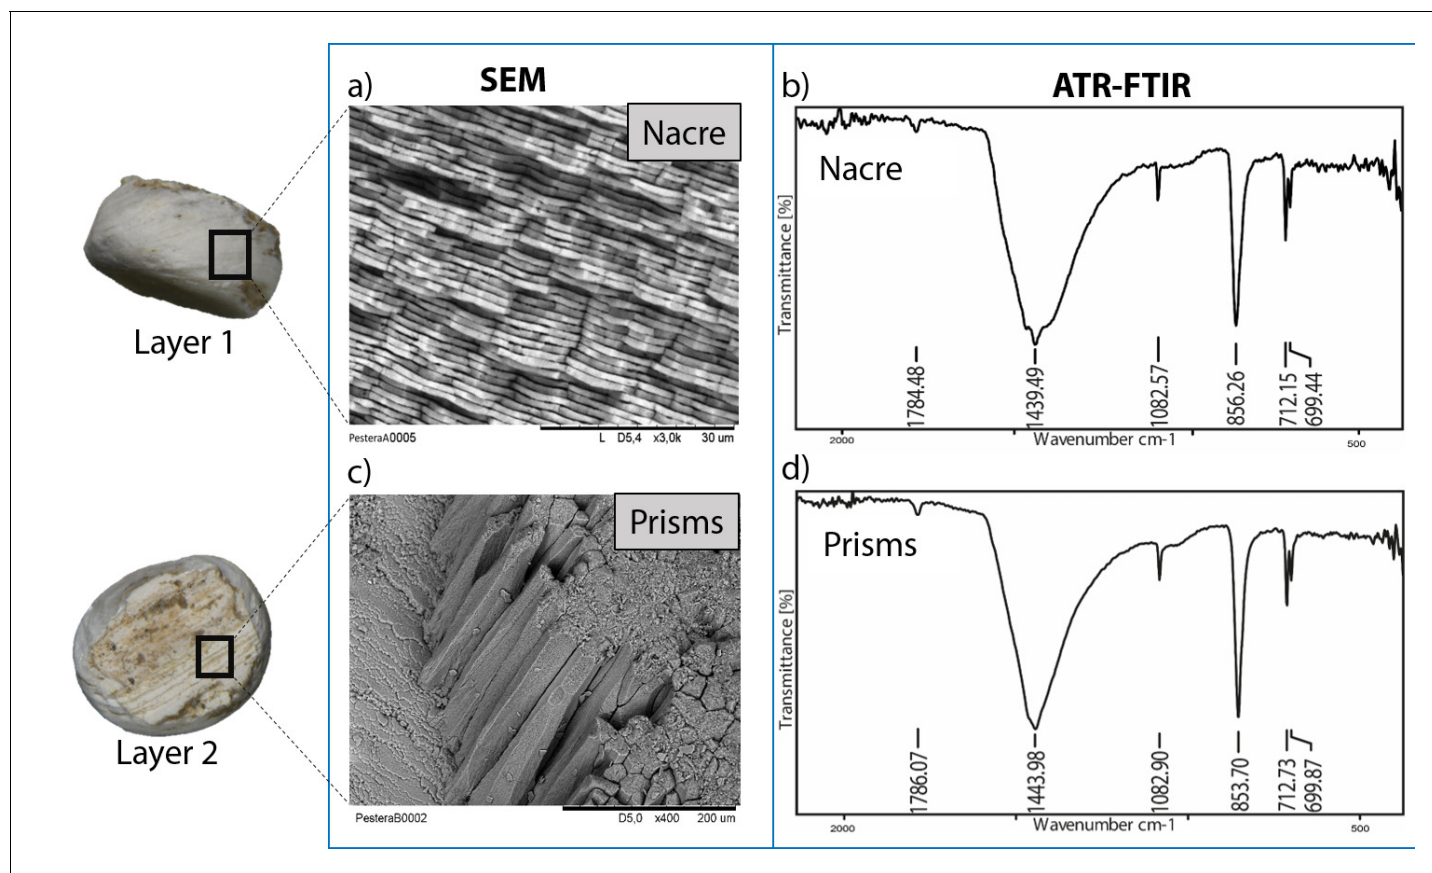 SEM
ATR-FTIR
a)
Nacre
Layer 1
PesteraA0005
L D5,4 x3,0k 30 um
b)
Nacre
Transmittance [%]
1784.48
1439.49
1082.57
856.26
712.15
699.44
2000
Wavenumber cm-1
500
c)
Prisms
Layer 2
PesteraB0002
D5,0 x400 200 um
d)
Prisms
Transmittance [%]
1786.07
1443.98
1082.90
853.70
712.73
699.87
2000
Wavenumber cm-1
500